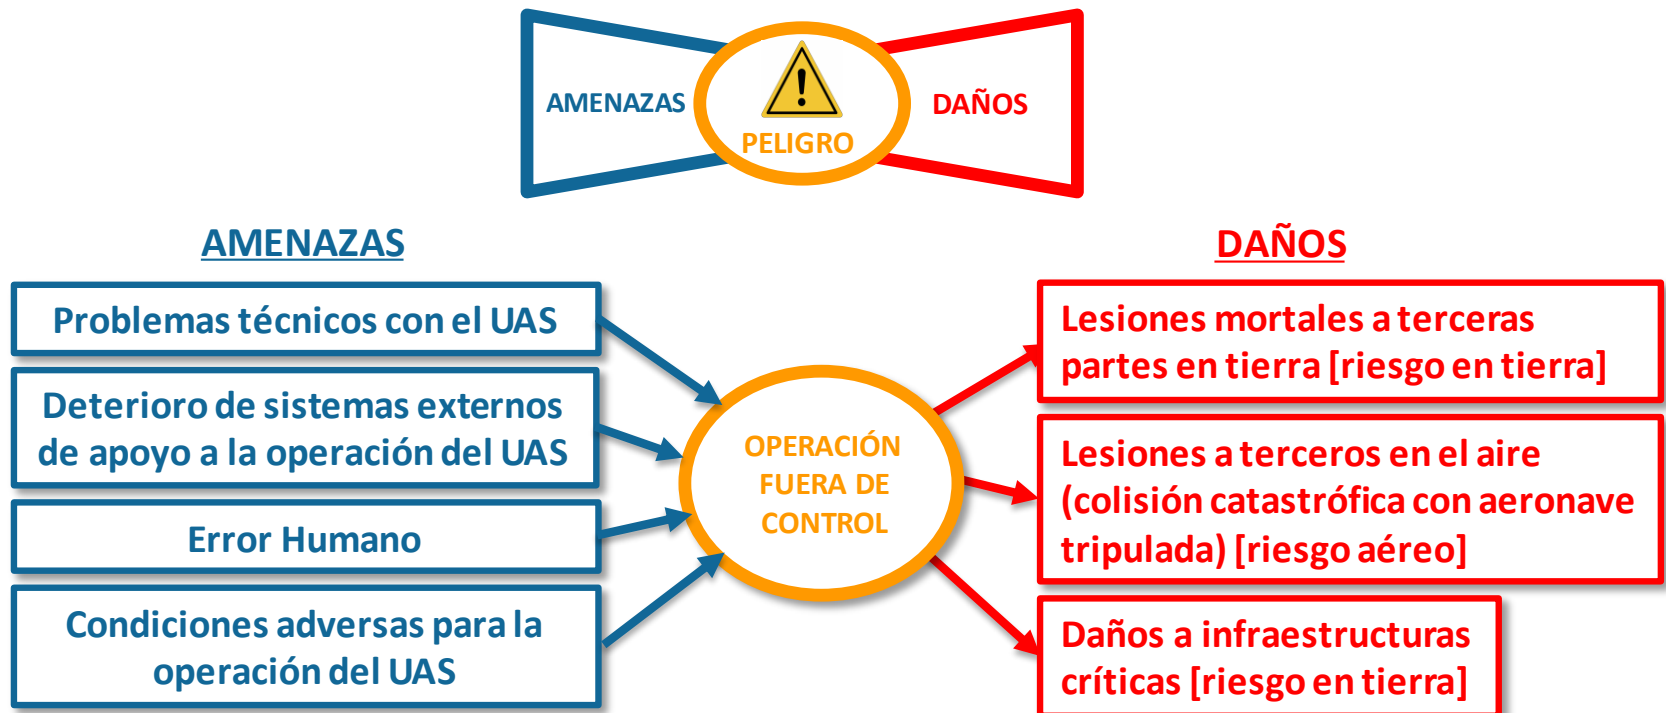 AMENAZAS
PELIGRO
DAÑOS
AMENAZAS
DAÑOS
Problemas técnicos con el UAS
Deterioro de sistemas externos
de apoyo a la operación del UAS
Error Humano
Condiciones adversas para la
operación del UAS
OPERACIÓN
FUERA DE
CONTROL
Lesiones mortales a terceras
partes en tierra [riesgo en tierra]
Lesiones a terceros en el aire
(colisión catastrófica con aeronave
tripulada) [riesgo aéreo]
Daños a infraestructuras
críticas [riesgo en tierra]